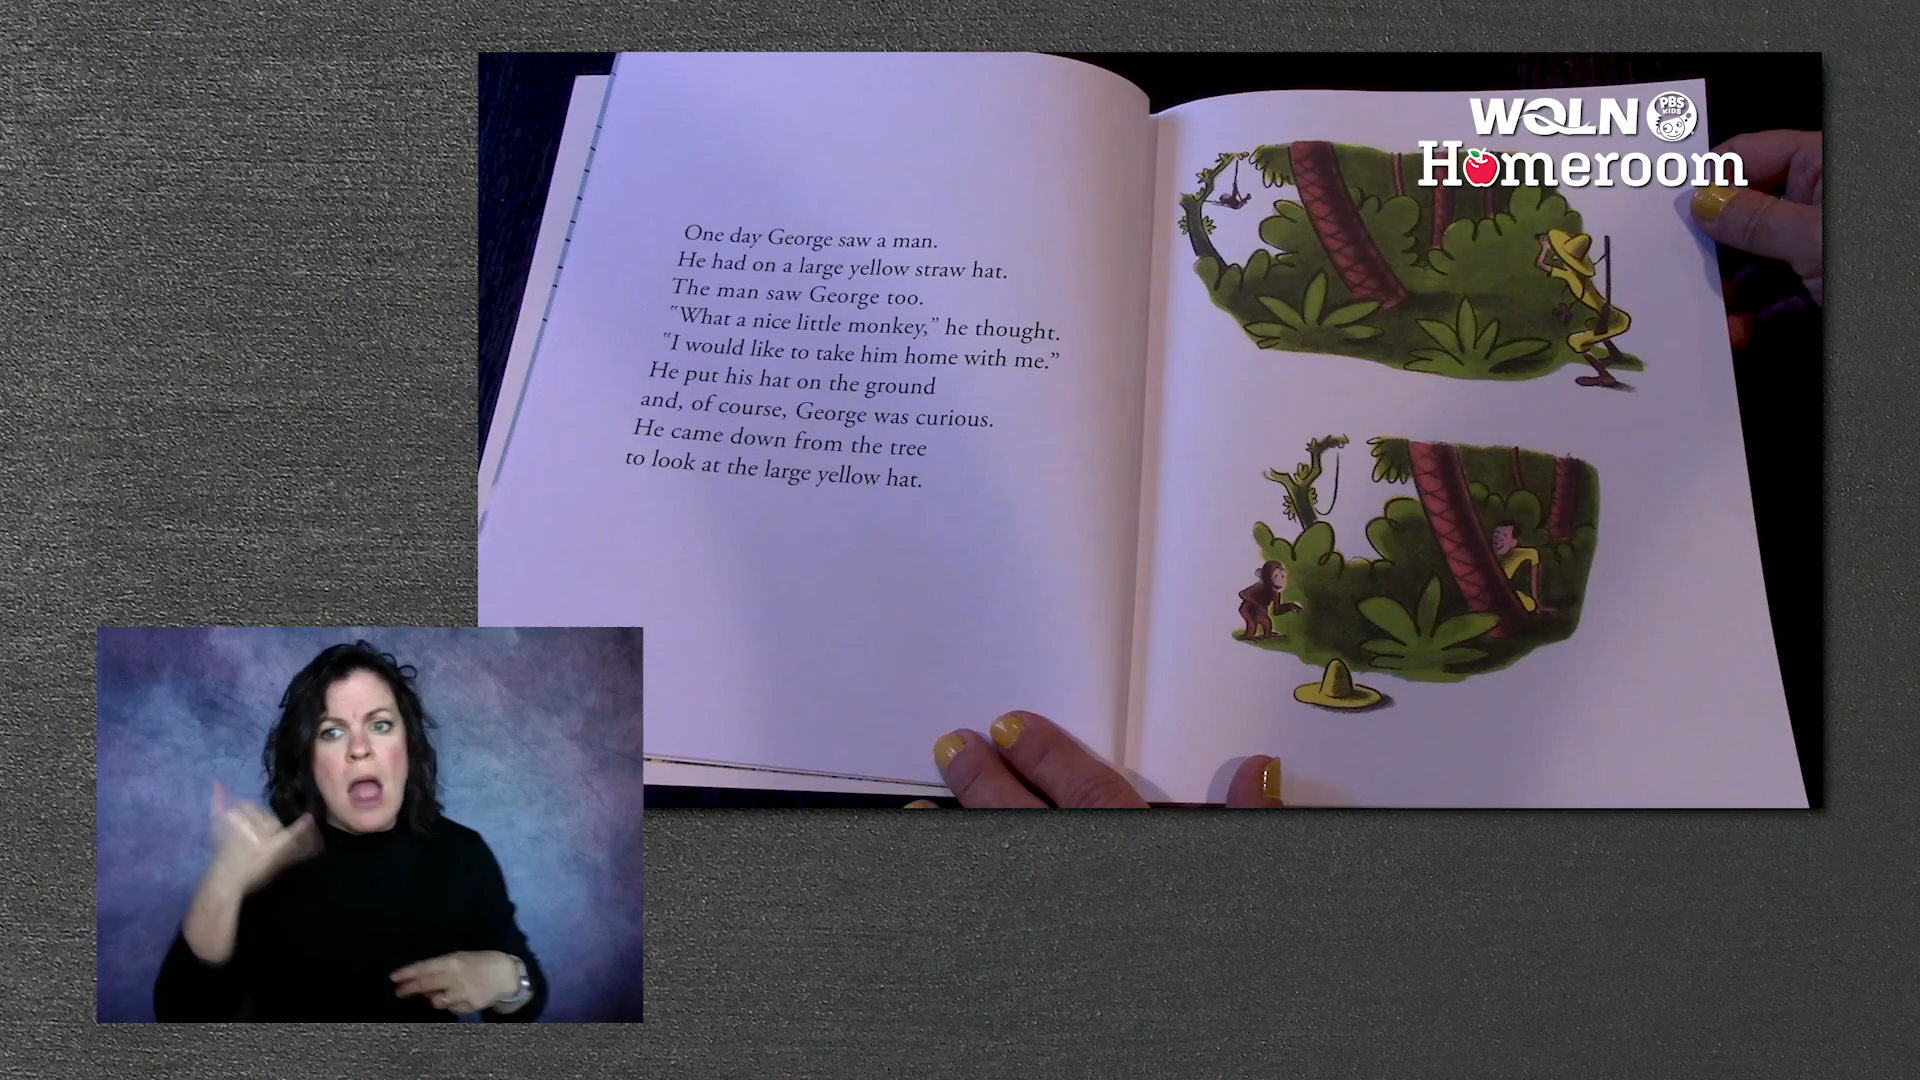 WQLN
PBS
KIDS
Homeroom
One day George saw a man.
He had on a large yellow straw hat.
The man saw George too.
“What a nice little monkey,” he thought.
“I would like to take him home with me.”
He put his hat on the ground
and, of course, George was curious.
He came down from the tree
to look at the large yellow hat.